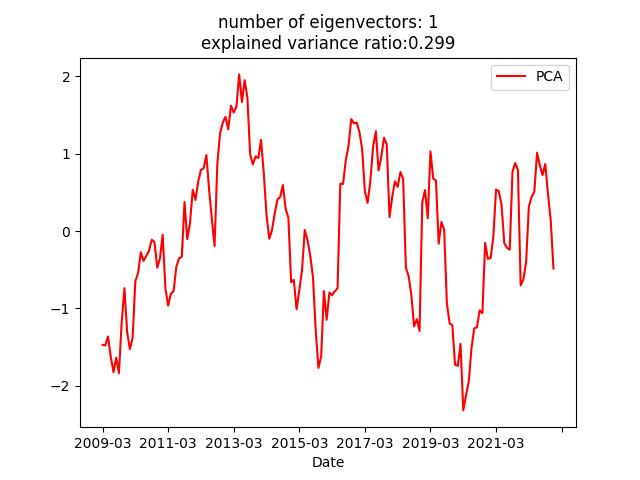 number of eigenvectors: 1
explained variance ratio:0.299
PCA
2
1
0
−1
−2
2009-03 2011-03 2013-03 2015-03 2017-03 2019-03 2021-03
Date